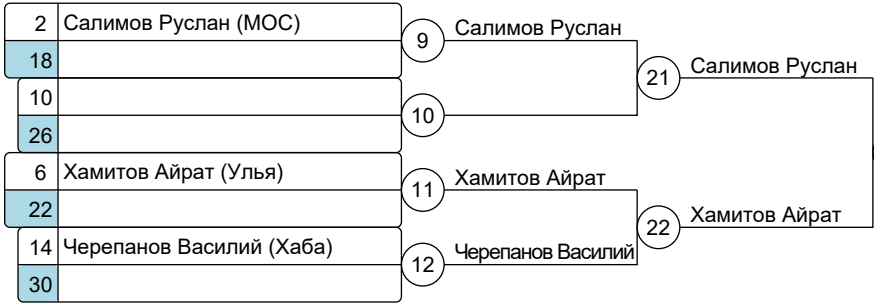 2 Салимов Руслан (МОС)
18
9 Салимов Руслан
10
26
10
21 Салимов Руслан
6 Хамитов Айрат (Улья)
22
11 Хамитов Айрат
14 Черепанов Василий (Хаба)
30
12 Черепанов Василий
22 Хамитов Айрат